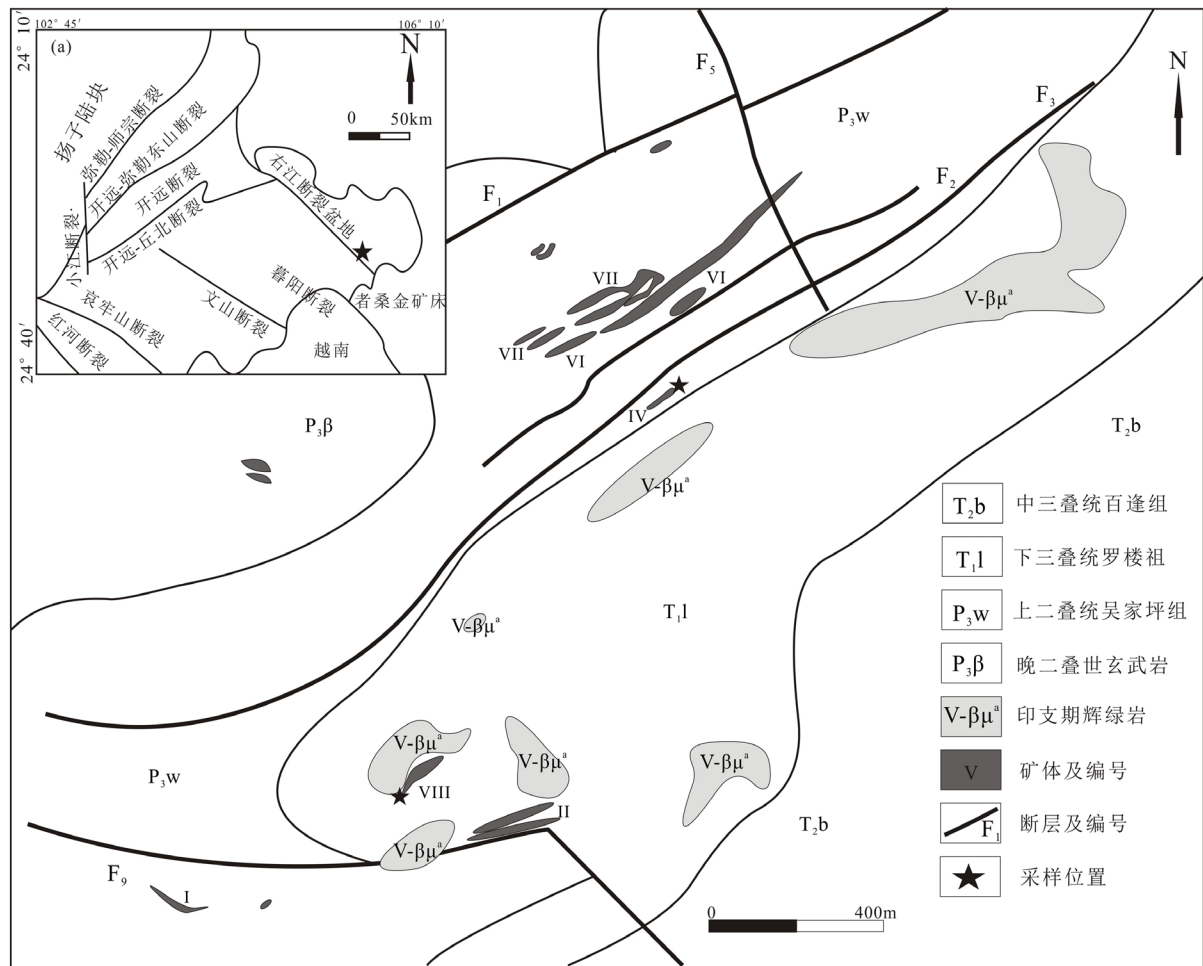 102° 45′
106° 10′
24° 10′
24° 40′
(a)
N
0 50km
扬子陆块
弥勒-师宗断裂
开远-弥勒东山断裂
开远断裂
开远-丘北断裂
小江断裂
右江断裂盆地
哀牢山断裂
红河断裂
文山断裂
暮阳断裂
者桑金矿床
越南
N
F₅
F₃
P₃w
F₂
F₁
VII
VI
V-βμᵃ
VII
VI
IV
P₃β
T₂b
V-βμᵃ
T₁l
V-βμᵃ
V-βμᵃ
V-βμᵃ
V-βμᵃ
P₃w
VIII
II
T₂b
V-βμᵃ
F₉
I
T₂b 中三叠统百逢组
T₁l 下三叠统罗楼祖
P₃w 上二叠统吴家坪组
P₃β 晚二叠世玄武岩
V-βμᵃ 印支期辉绿岩
V 矿体及编号
F₁ 断层及编号
采样位置
0 400m